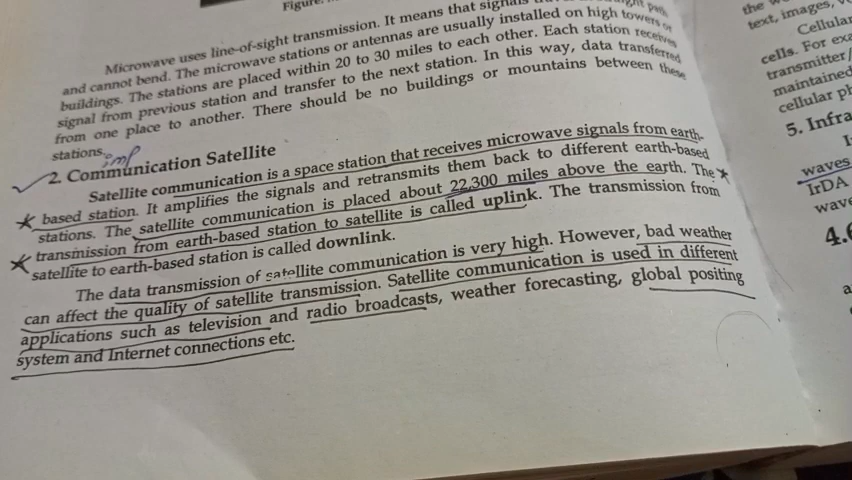 Figure.
Microwave uses line-of-sight transmission. It means that signals
and cannot bend. The microwave stations or antennas are usually installed on high towers or
buildings. The stations are placed within 20 to 30 miles to each other. Each station receives
signal from previous station and transfer to the next station. In this way, data transferred
from one place to another. There should be no buildings or mountains between these
stations.
imp
2. Communication Satellite
Satellite communication is a space station that receives microwave signals from earth-
based station. It amplifies the signals and retransmits them back to different earth-based
stations. The satellite communication is placed about 22,300 miles above the earth. The
transmission from earth-based station to satellite is called uplink. The transmission from
satellite to earth-based station is called downlink.
The data transmission of satellite communication is very high. However, bad weather
can affect the quality of satellite transmission. Satellite communication is used in different
applications such as television and radio broadcasts, weather forecasting, global positing
system and Internet connections etc.
the
text, images,
Cellular
cells. For
transmitter/
maintained
cellular
5. Infra
waves
IrDA
wave